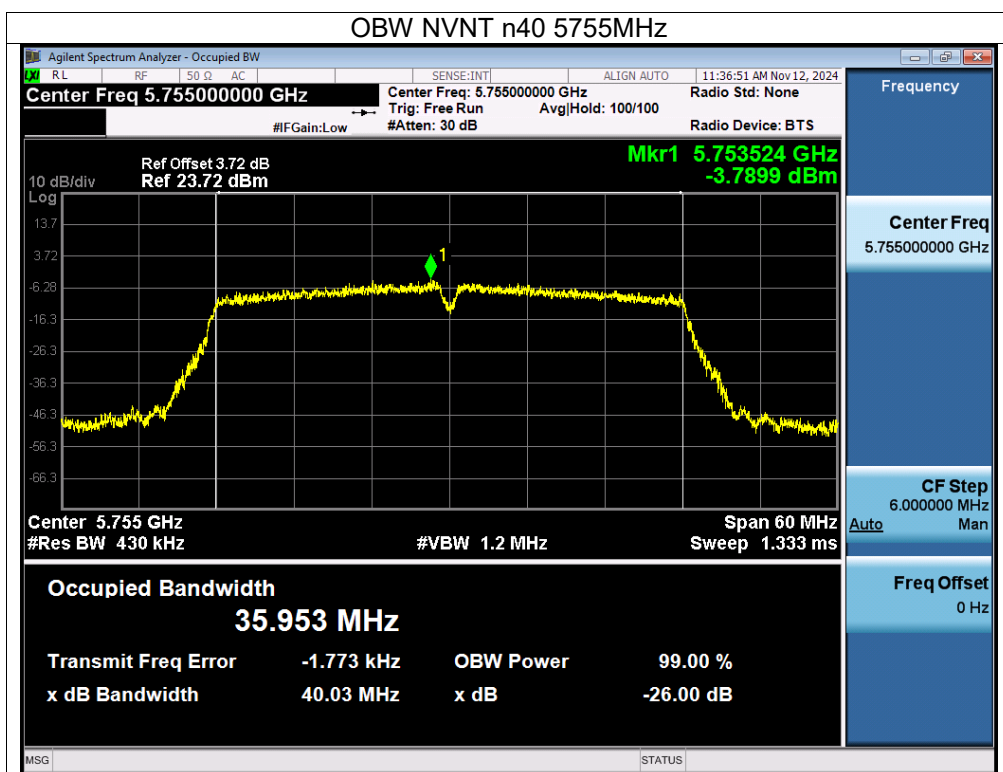 OBW NVNT n40 5755MHz
Agilent Spectrum Analyzer - Occupied BW
LXI RL RF 50 Ω AC SENSE:INT ALIGN AUTO 11:36:51 AM Nov 12, 2024
Center Freq 5.755000000 GHz
Center Freq: 5.755000000 GHz Radio Std: None
Trig: Free Run Avg|Hold: 100/100
#IFGain:Low #Atten: 30 dB Radio Device: BTS
Frequency
Ref Offset 3.72 dB
10 dB/div Ref 23.72 dBm
Log
Mkr1 5.753524 GHz
-3.7899 dBm
13.7
3.72
-6.28
-16.3
-26.3
-36.3
-46.3
-56.3
-66.3
1
Center 5.755 GHz Span 60 MHz
#Res BW 430 kHz #VBW 1.2 MHz Sweep 1.333 ms
Occupied Bandwidth
35.953 MHz
Transmit Freq Error -1.773 kHz OBW Power 99.00 %
x dB Bandwidth 40.03 MHz x dB -26.00 dB
Center Freq
5.755000000 GHz
CF Step
6.000000 MHz
Auto Man
Freq Offset
0 Hz
MSG STATUS